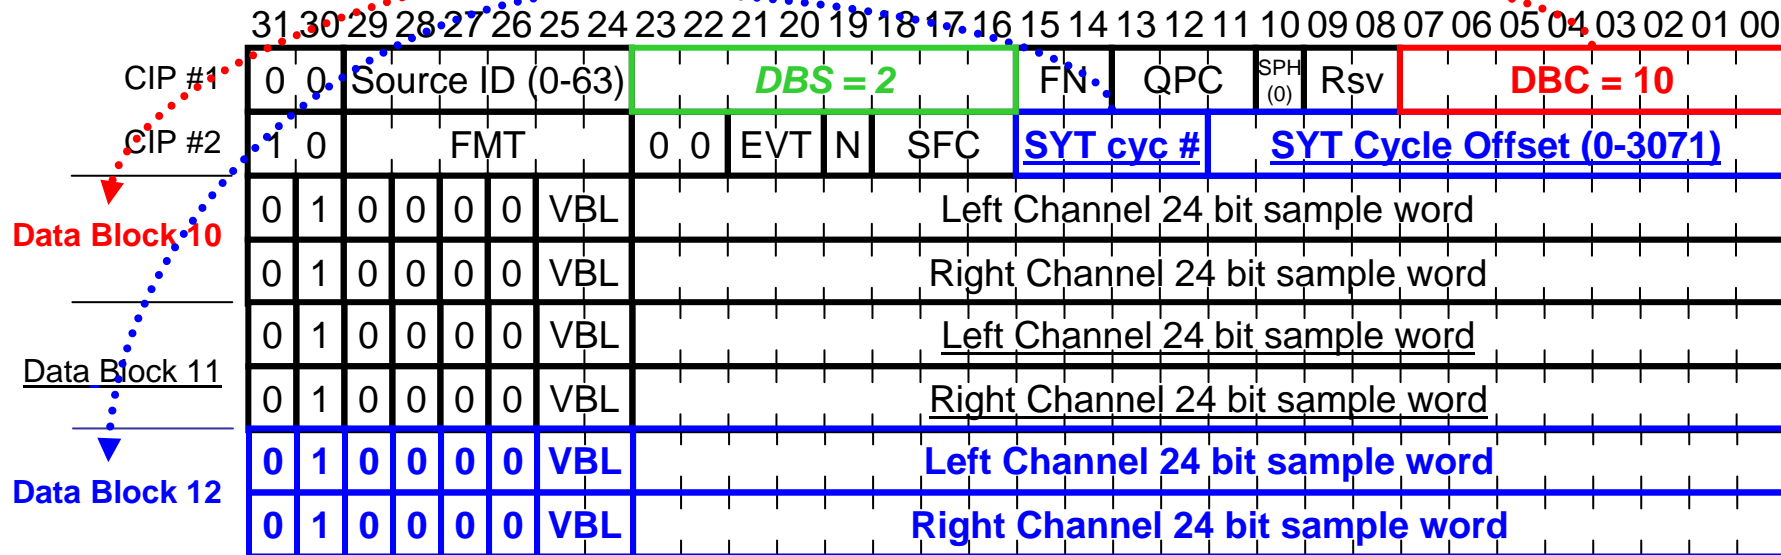 31 30 29 28 27 26 25 24 23 22 21 20 19 18 17 16 15 14 13 12 11 10 09 08 07 06 05 04 03 02 01 00
CIP #1 0 0 Source ID (0-63) DBS = 2 FN QPC SPH (0) Rsv DBC = 10
CIP #2 1 0 FMT 0 0 EVT N SFC SYT cyc # SYT Cycle Offset (0-3071)
0 1 0 0 0 0 VBL Left Channel 24 bit sample word
Data Block 10
0 1 0 0 0 0 VBL Right Channel 24 bit sample word
0 1 0 0 0 0 VBL Left Channel 24 bit sample word
Data Block 11
0 1 0 0 0 0 VBL Right Channel 24 bit sample word
0 1 0 0 0 0 VBL Left Channel 24 bit sample word
Data Block 12
0 1 0 0 0 0 VBL Right Channel 24 bit sample word